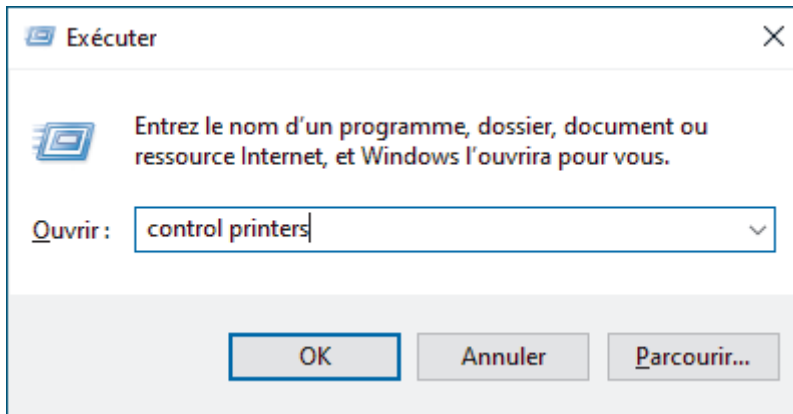 Exécuter
Entrez le nom d’un programme, dossier, document ou
ressource Internet, et Windows l’ouvrira pour vous.
Ouvrir : control printers
OK Annuler Parcourir...